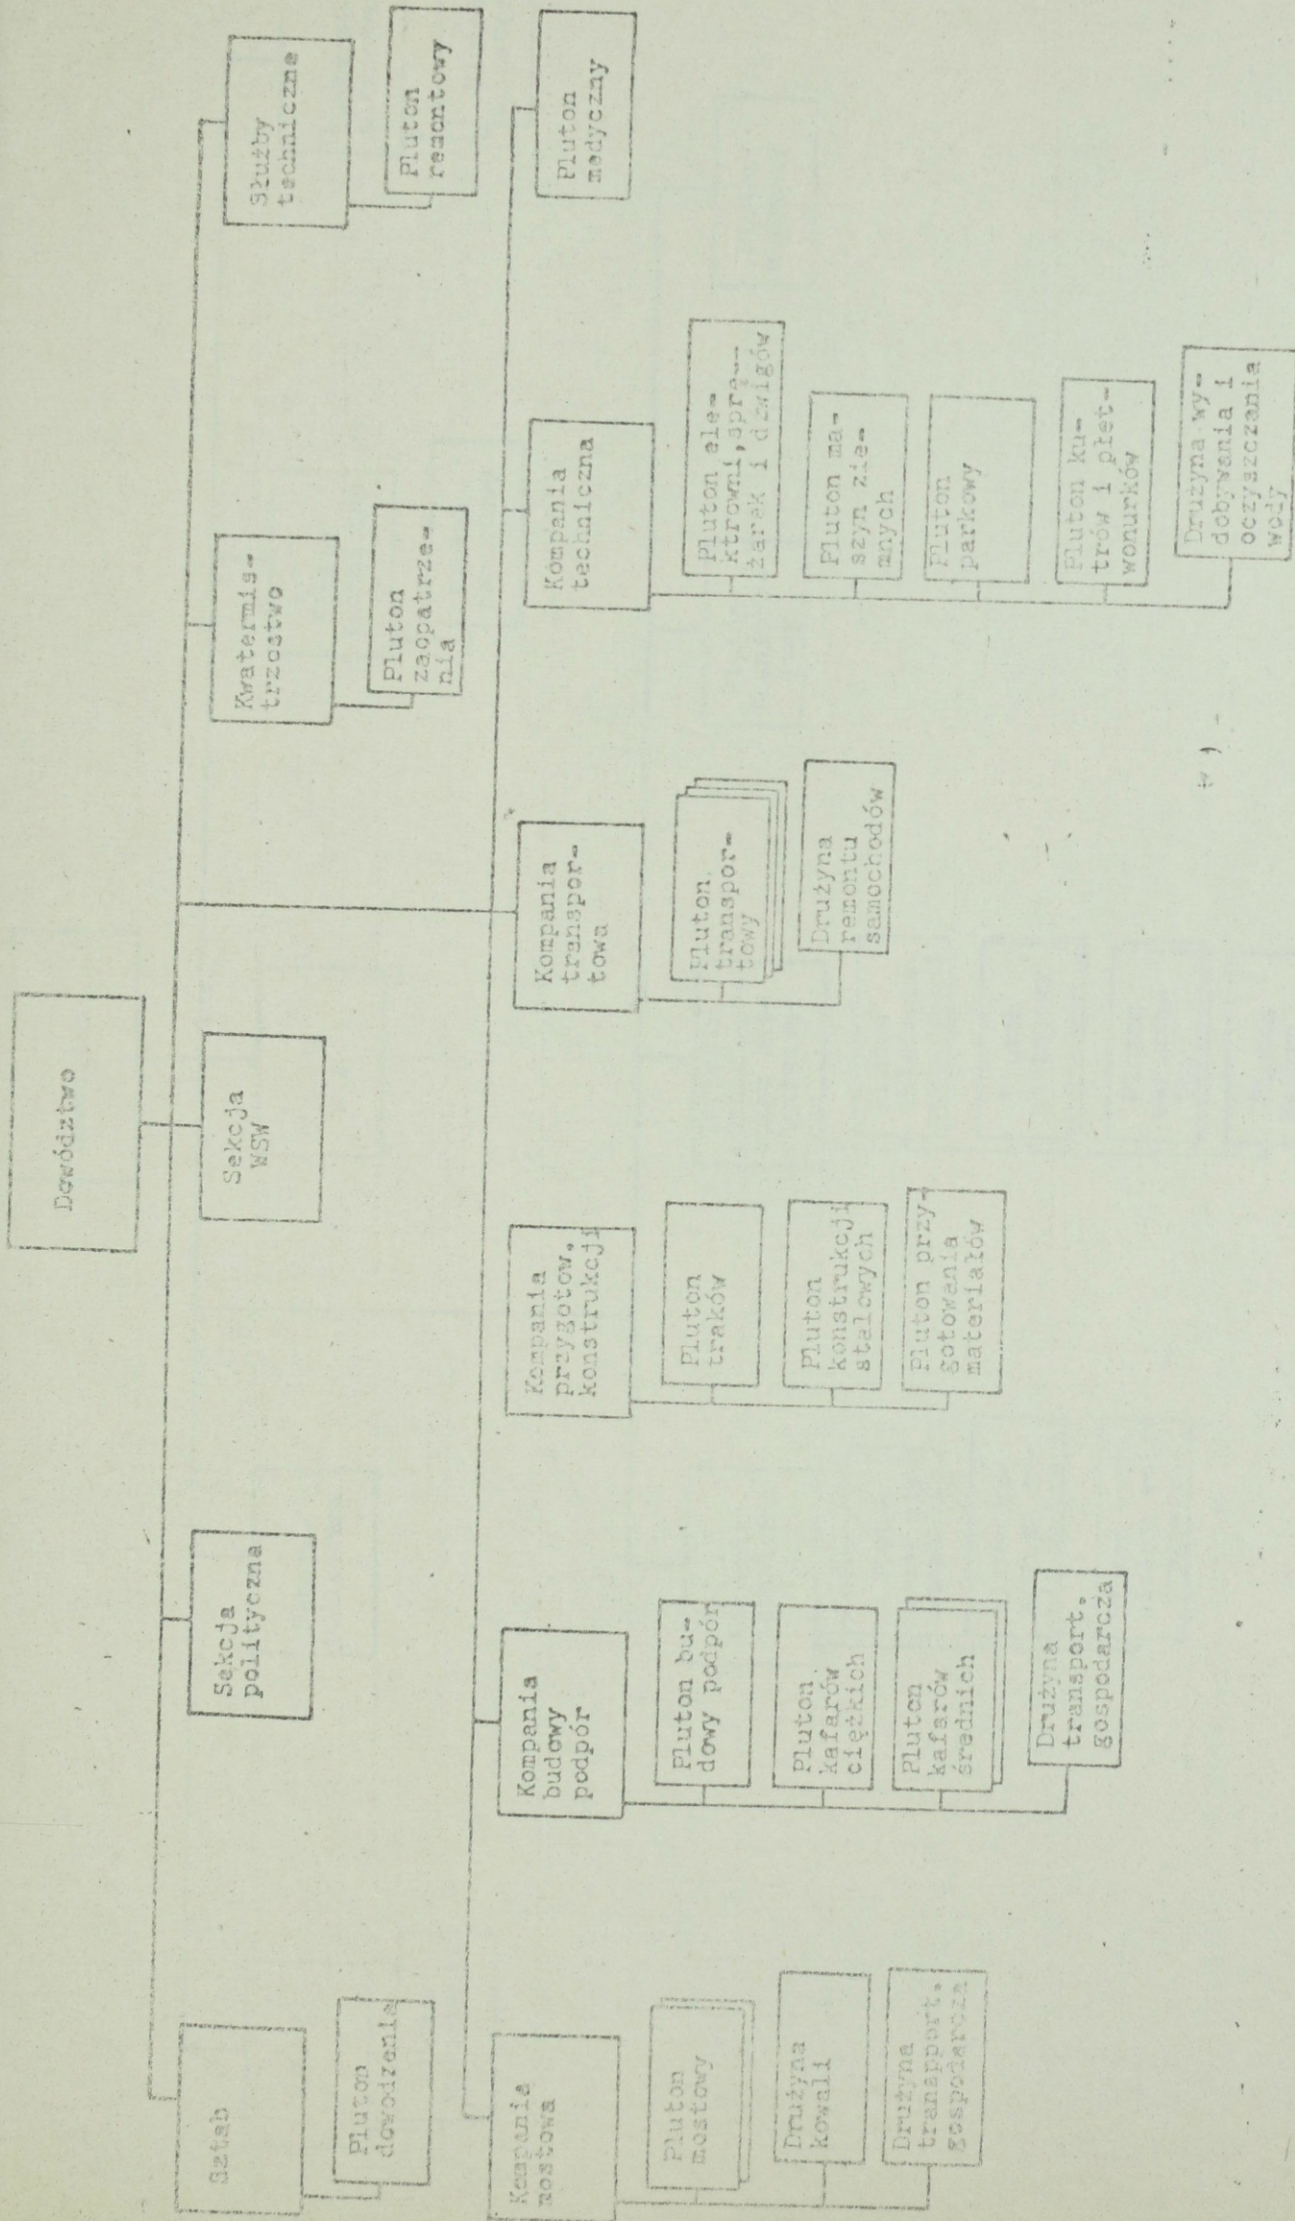 Dowództwo
Sztab
Pluton
dowodzenia
Sekcja
polityczna
Sekcja
WSW
Kwatermis-
trzostwo
Pluton
zaopatrze-
nia
Służby
techniczne
Pluton
remontowy
Kompania
mostowa
Pluton
mostowy
Drużyna
kowali
Drużyna
transpport.
gospodarcza
Kompania
budowy
podpór
Pluton bu-
dowy podpór
Pluton
kafarów
ciężkich
Pluton
kafarów
średnich
Drużyna
transport.
gospodarcza
Kompania
przygotow.
konstrukcji
Pluton
traków
Pluton
konstrukcji
stalowych
Pluton przy-
gotowania
materiałów
Kompania
transpor-
towa
Pluton
transpor-
towy
Drużyna
remontu
samochodów
Kompania
techniczna
Pluton ele-
ktrowni, sprę-
żarek i dźwigów
Pluton ma-
szyn zie-
mnych
Pluton
parkowy
Pluton ku-
trów i płet-
wonurków
Drużyna wy-
dobywania i
oczyszczania
wody
Pluton
medyczny